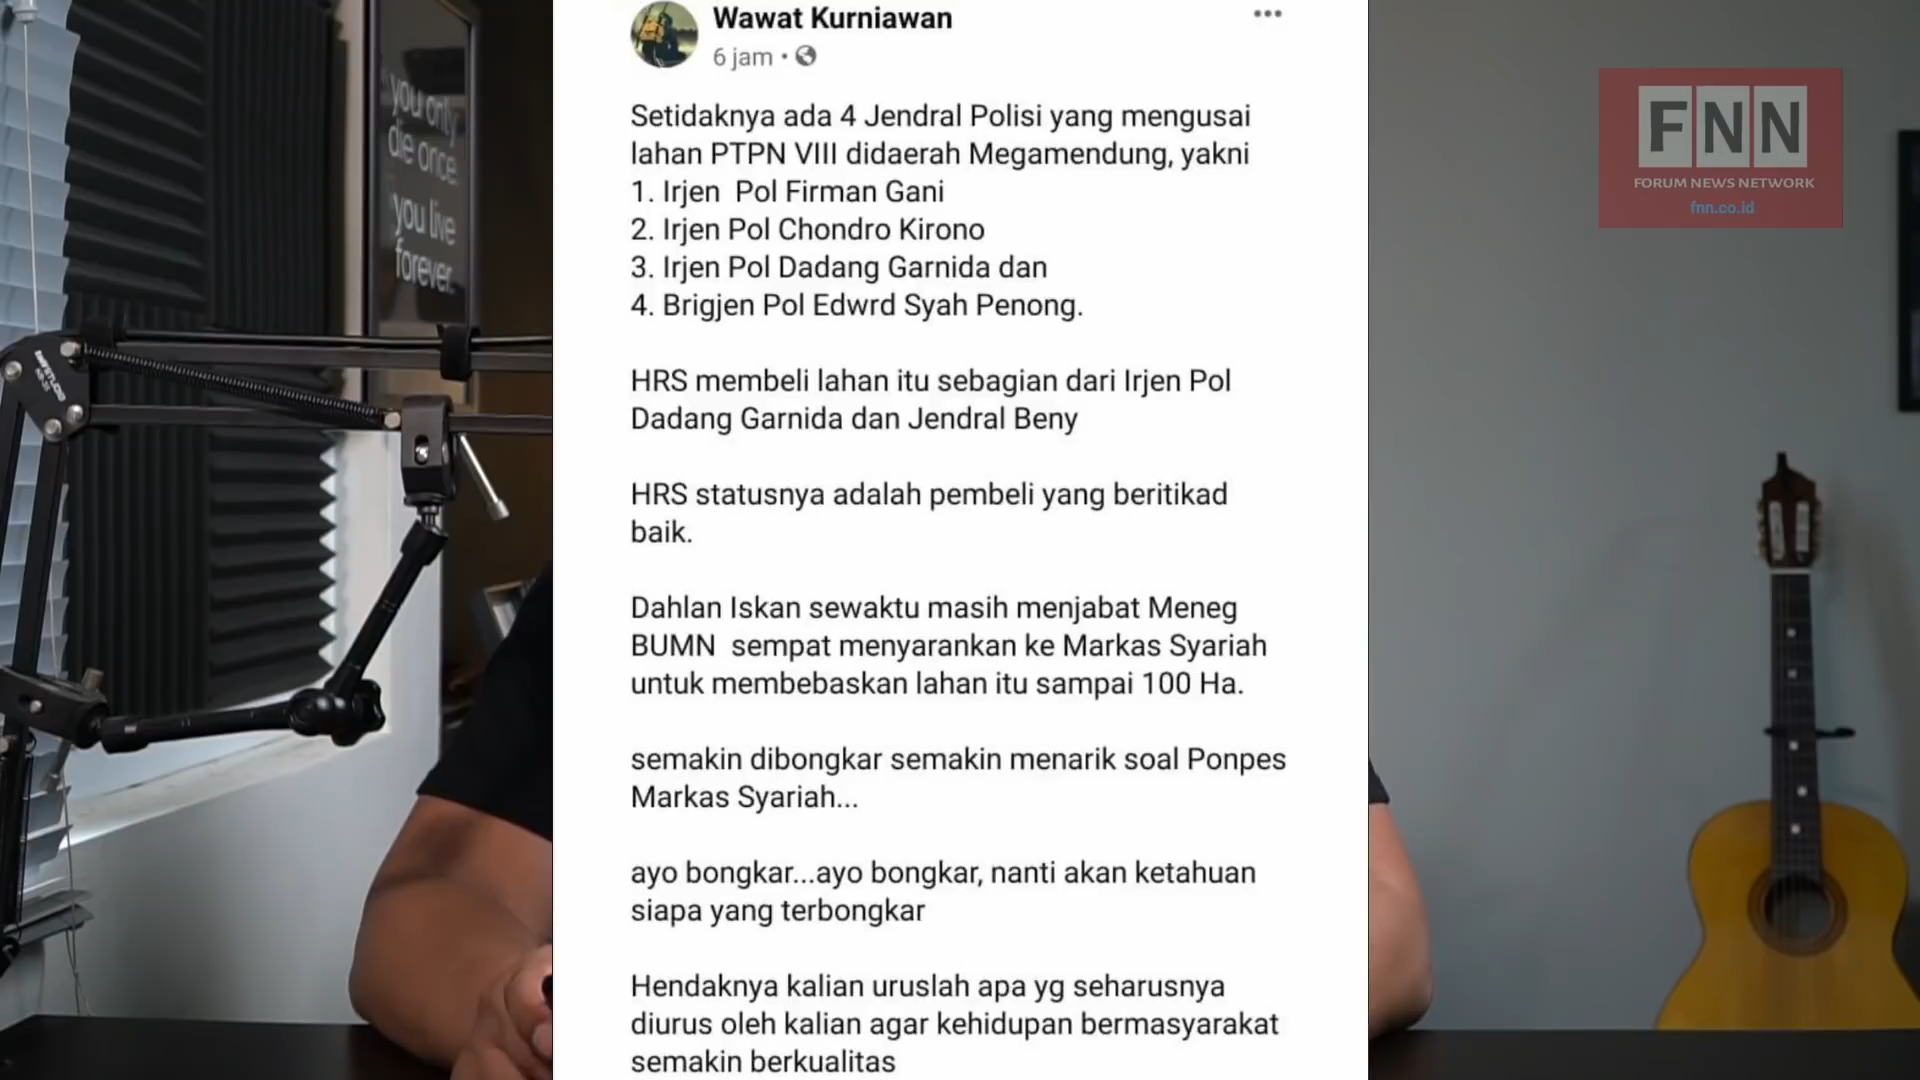 Wawat Kurniawan
6 jam
Setidaknya ada 4 Jendral Polisi yang mengusai
lahan PTPN VIII didaerah Megamendung, yakni
1. Irjen  Pol Firman Gani
2. Irjen Pol Chondro Kirono
3. Irjen Pol Dadang Garnida dan
4. Brigjen Pol Edwrd Syah Penong.
HRS membeli lahan itu sebagian dari Irjen Pol
Dadang Garnida dan Jendral Beny
HRS statusnya adalah pembeli yang beritikad
baik.
Dahlan Iskan sewaktu masih menjabat Meneg
BUMN  sempat menyarankan ke Markas Syariah
untuk membebaskan lahan itu sampai 100 Ha.
semakin dibongkar semakin menarik soal Ponpes
Markas Syariah...
ayo bongkar...ayo bongkar, nanti akan ketahuan
siapa yang terbongkar
Hendaknya kalian uruslah apa yg seharusnya
diurus oleh kalian agar kehidupan bermasyarakat
semakin berkualitas
you only
die once.
you live
forever.
FNN
FORUM NEWS NETWORK
fnn.co.id